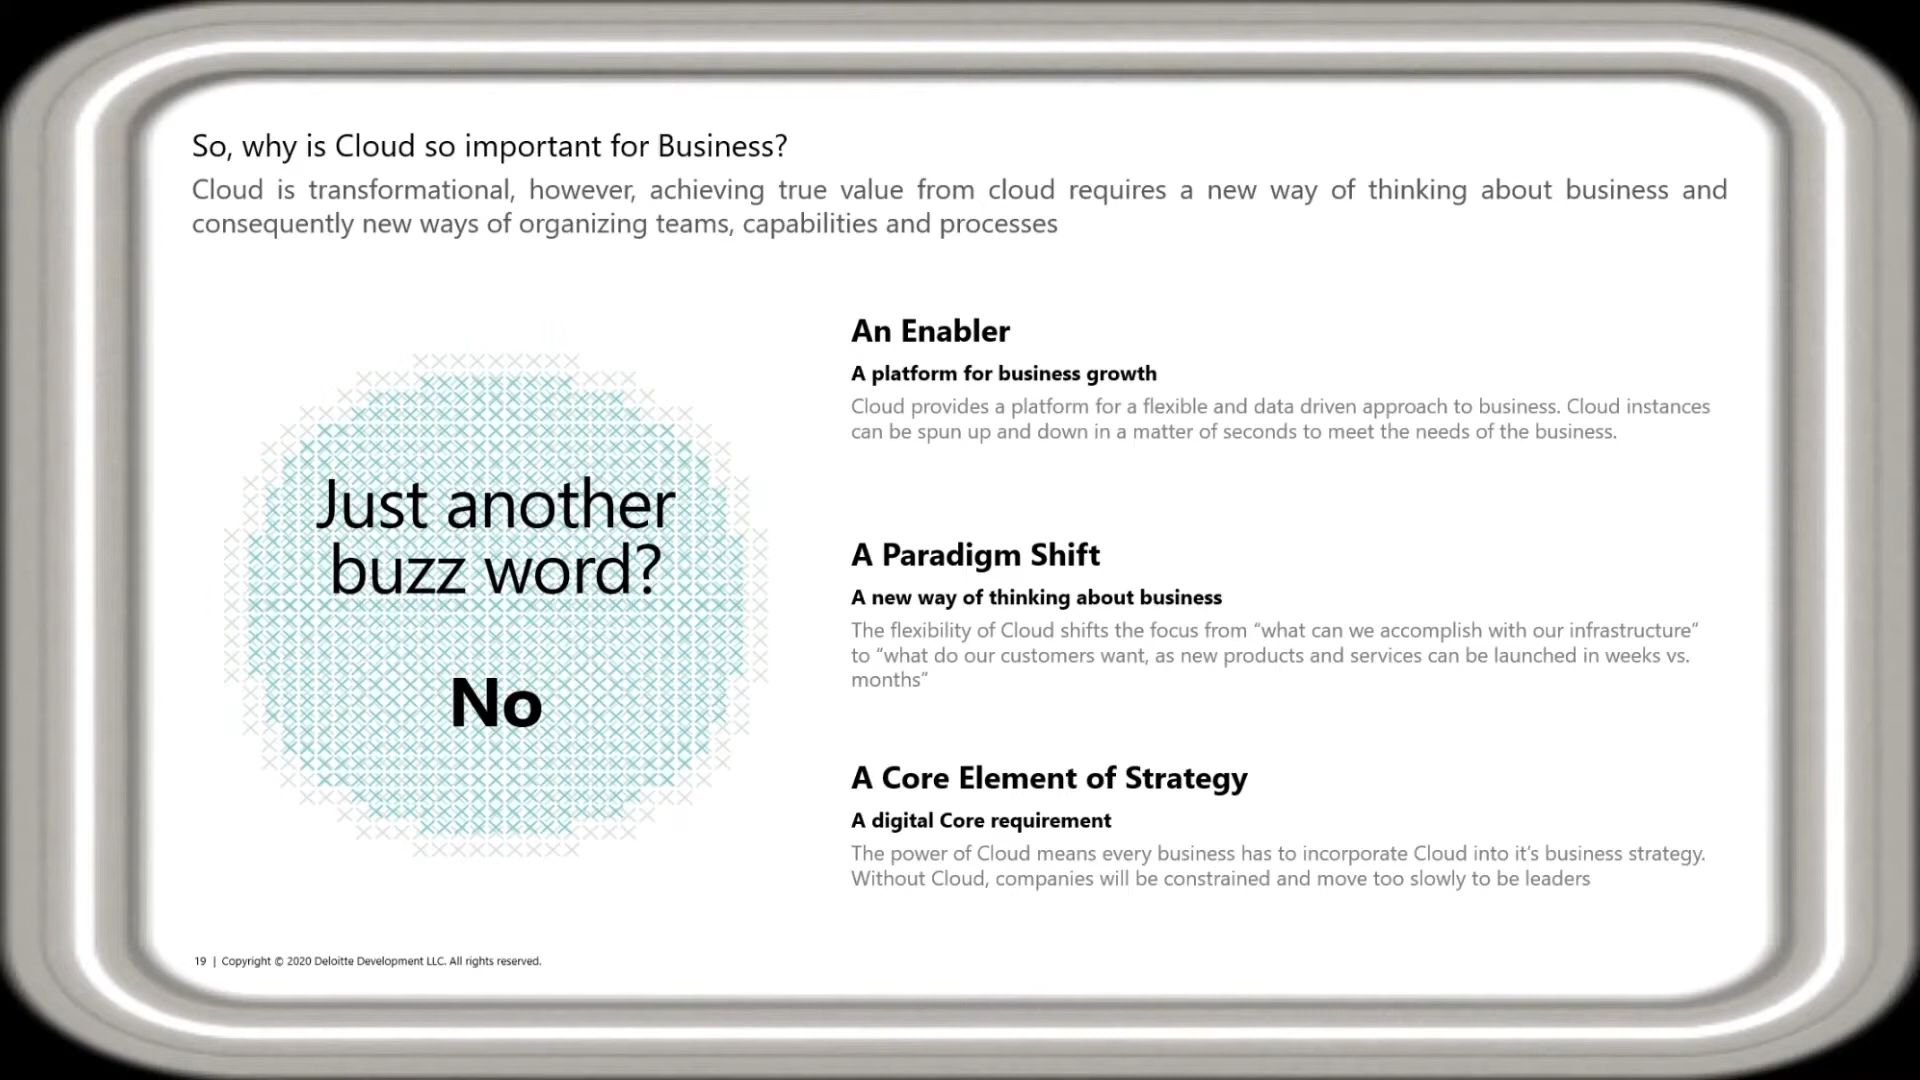 So, why is Cloud so important for Business?
Cloud is transformational, however, achieving true value from cloud requires a new way of thinking about business and
consequently new ways of organizing teams, capabilities and processes
Just another
buzz word?
No
An Enabler
A platform for business growth
Cloud provides a platform for a flexible and data driven approach to business. Cloud instances
can be spun up and down in a matter of seconds to meet the needs of the business.
A Paradigm Shift
A new way of thinking about business
The flexibility of Cloud shifts the focus from “what can we accomplish with our infrastructure”
to “what do our customers want, as new products and services can be launched in weeks vs.
months”
A Core Element of Strategy
A digital Core requirement
The power of Cloud means every business has to incorporate Cloud into it’s business strategy.
Without Cloud, companies will be constrained and move too slowly to be leaders
19 | Copyright © 2020 Deloitte Development LLC. All rights reserved.